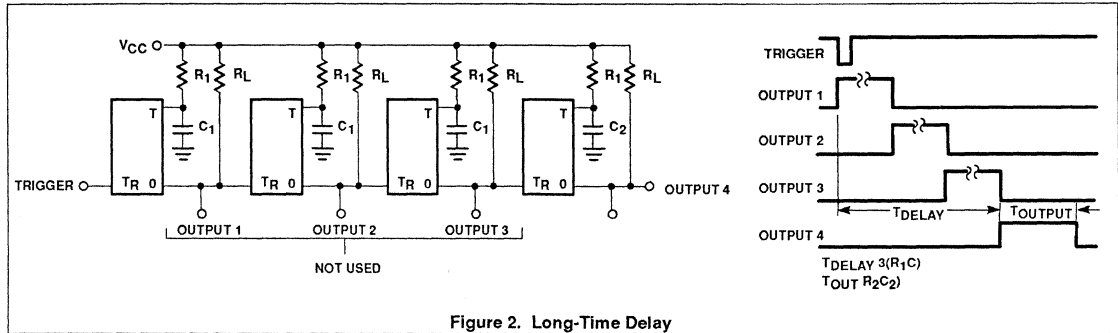 VCC
R1 RL R1 RL R1 RL R1 RL
T T T T
C1 C1 C1 C2
TRIGGER TR 0 TR 0 TR 0 TR 0 OUTPUT 4
OUTPUT 1 OUTPUT 2 OUTPUT 3
NOT USED
TRIGGER
OUTPUT 1
OUTPUT 2
OUTPUT 3
TDELAY TOUTPUT
OUTPUT 4
TDELAY 3(R1C)
TOUT R2C2)
Figure 2. Long-Time Delay